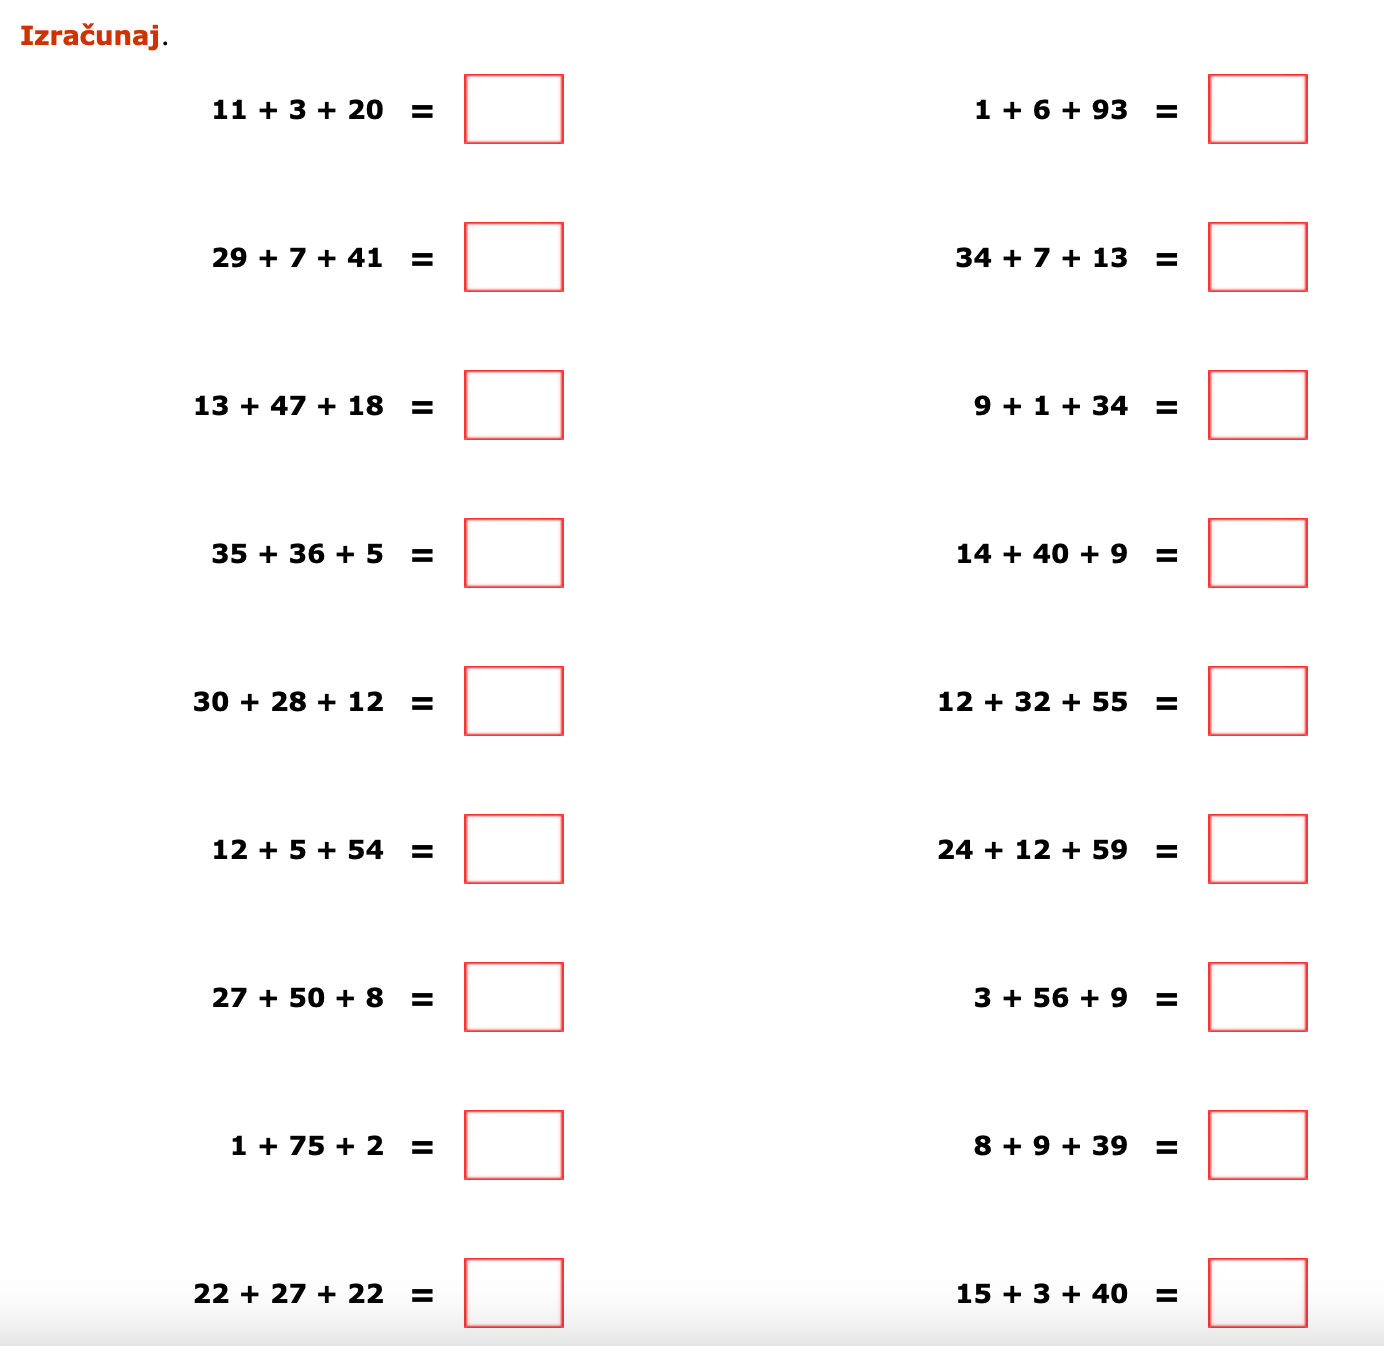 Izračunaj.
11 + 3 + 20 =
1 + 6 + 93 =
29 + 7 + 41 =
34 + 7 + 13 =
13 + 47 + 18 =
9 + 1 + 34 =
35 + 36 + 5 =
14 + 40 + 9 =
30 + 28 + 12 =
12 + 32 + 55 =
12 + 5 + 54 =
24 + 12 + 59 =
27 + 50 + 8 =
3 + 56 + 9 =
1 + 75 + 2 =
8 + 9 + 39 =
22 + 27 + 22 =
15 + 3 + 40 =